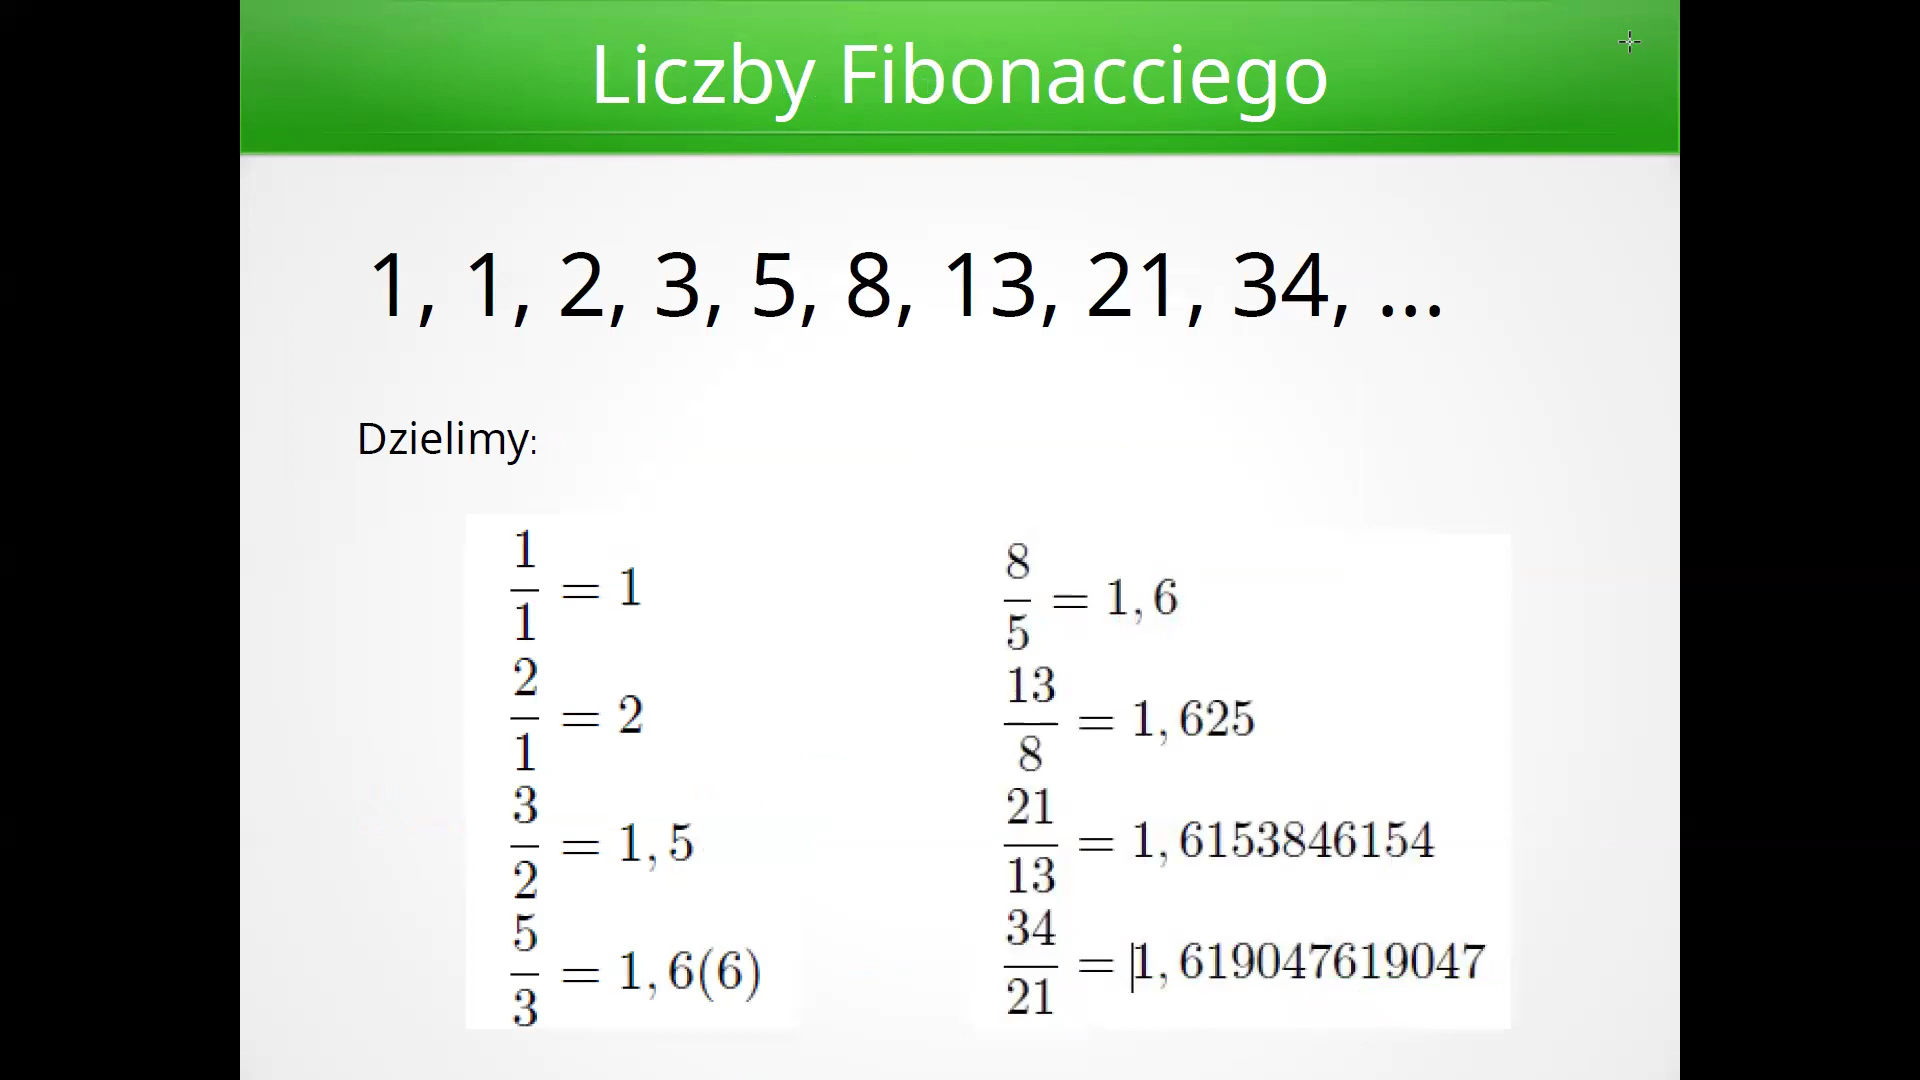 Liczby Fibonacciego
1, 1, 2, 3, 5, 8, 13, 21, 34, ...
Dzielimy:
1/1 = 1
2/1 = 2
3/2 = 1,5
5/3 = 1,6(6)
8/5 = 1,6
13/8 = 1,625
21/13 = 1,6153846154
34/21 = 1,619047619047